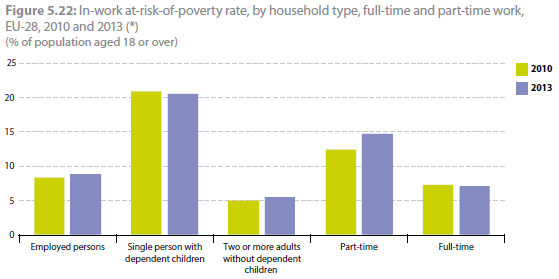 Figure 5.22: In-work at-risk-of-poverty rate, by household type, full-time and part-time work,
EU-28, 2010 and 2013 (*)
(% of population aged 18 or over)
25
20
15
10
5
0
2010
2013
Employed persons
Single person with
dependent children
Two or more adults
without dependent
children
Part-time
Full-time